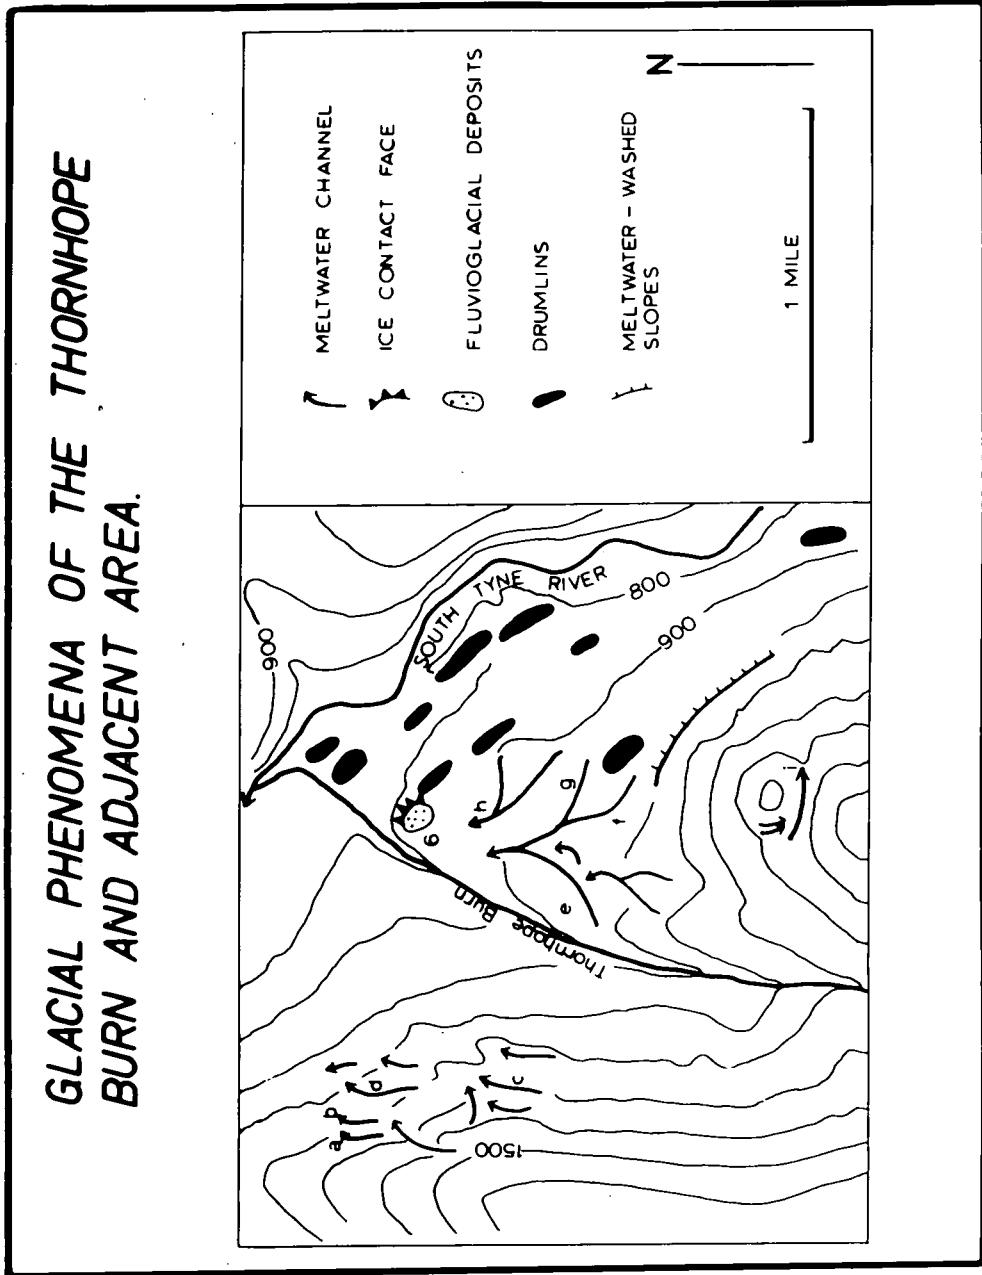 GLACIAL PHENOMENA OF THE THORNHOPE
BURN AND ADJACENT AREA.
900
SOUTH TYNE RIVER
800
900
Thornhope Burn
1500
a
b
d
c
e
f
g
h
i
j
9
MELTWATER CHANNEL
ICE CONTACT FACE
FLUVIOGLACIAL DEPOSITS
DRUMLINS
MELTWATER - WASHED
SLOPES
N
1 MILE